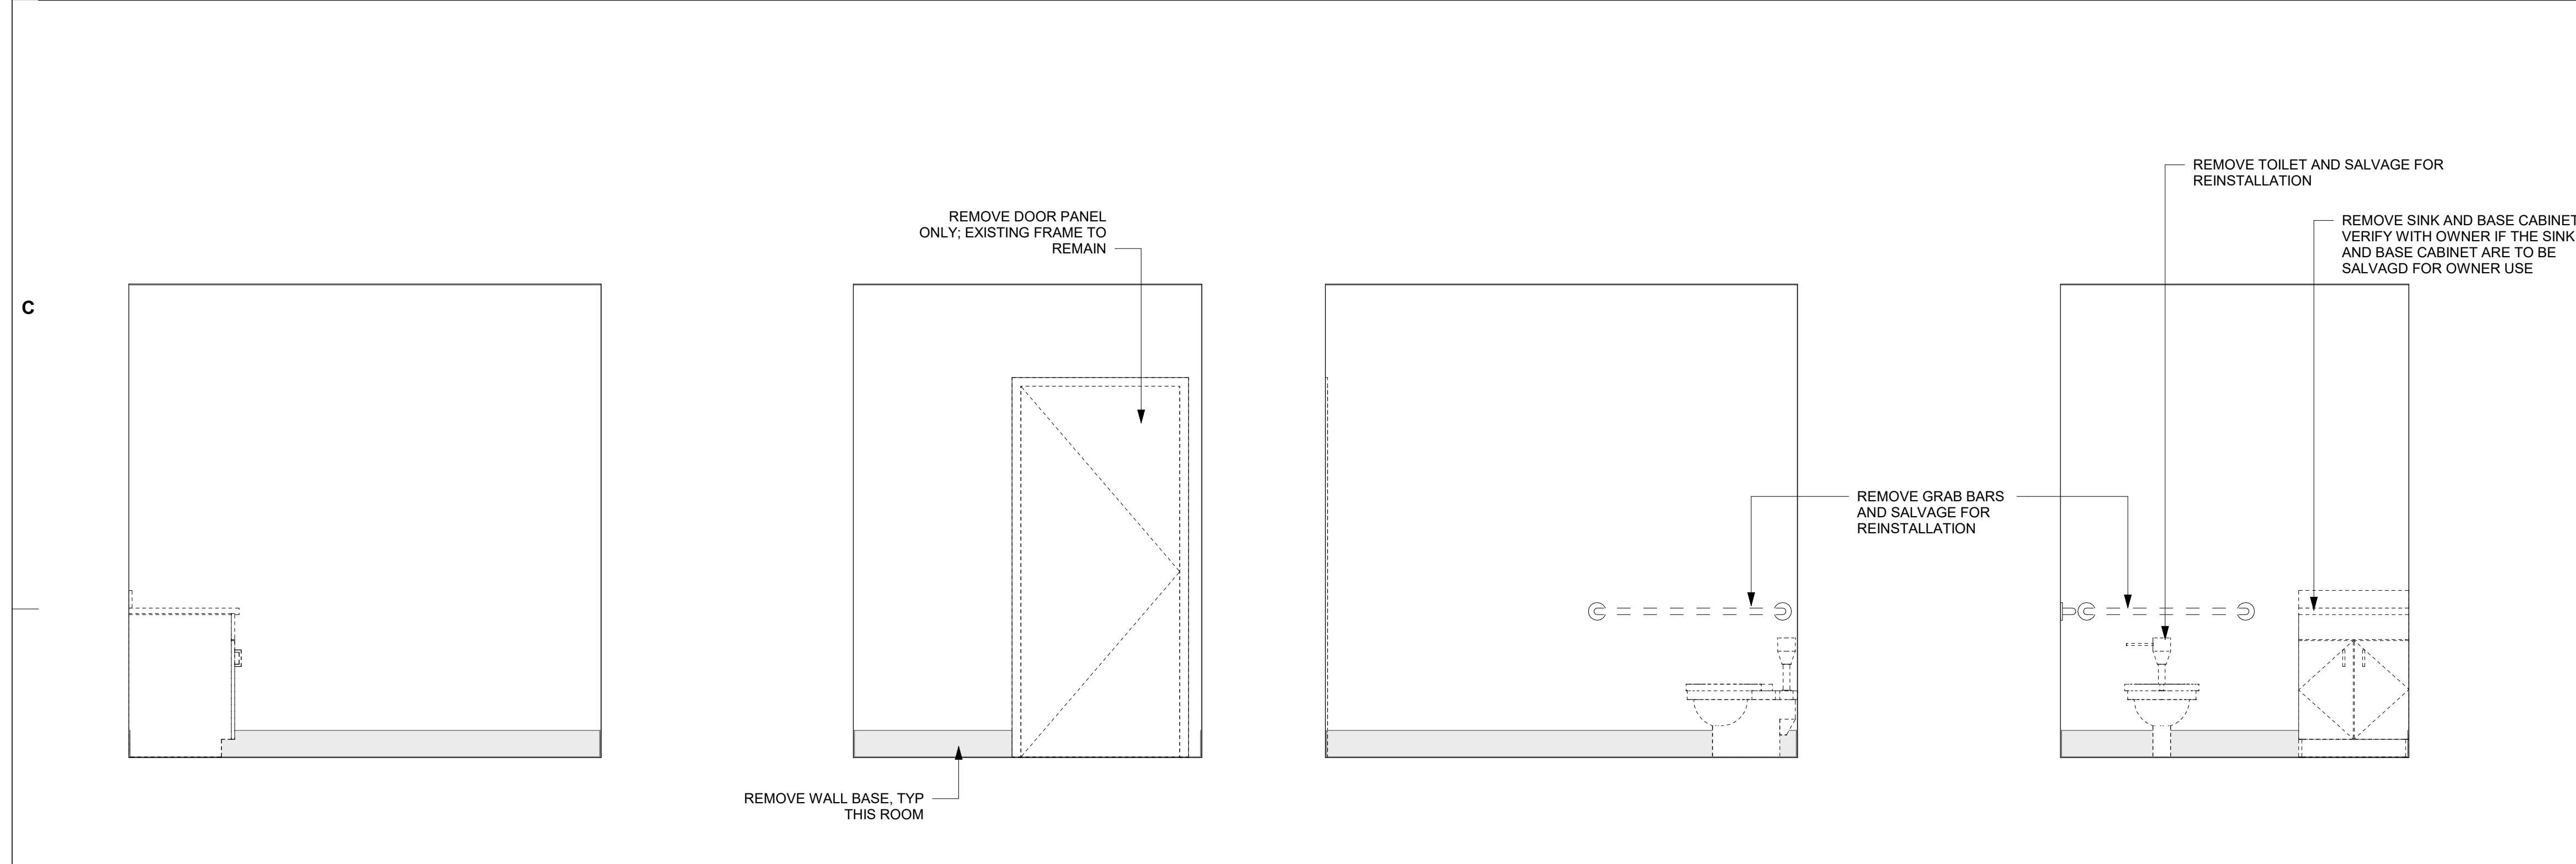 REMOVE TOILET AND SALVAGE FOR
REINSTALLATION
REMOVE DOOR PANEL
ONLY; EXISTING FRAME TO
REMAIN
REMOVE SINK AND BASE CABINET
VERIFY WITH OWNER IF THE SINK
AND BASE CABINET ARE TO BE
SALVAGD FOR OWNER USE
C
REMOVE GRAB BARS
AND SALVAGE FOR
REINSTALLATION
REMOVE WALL BASE, TYP
THIS ROOM